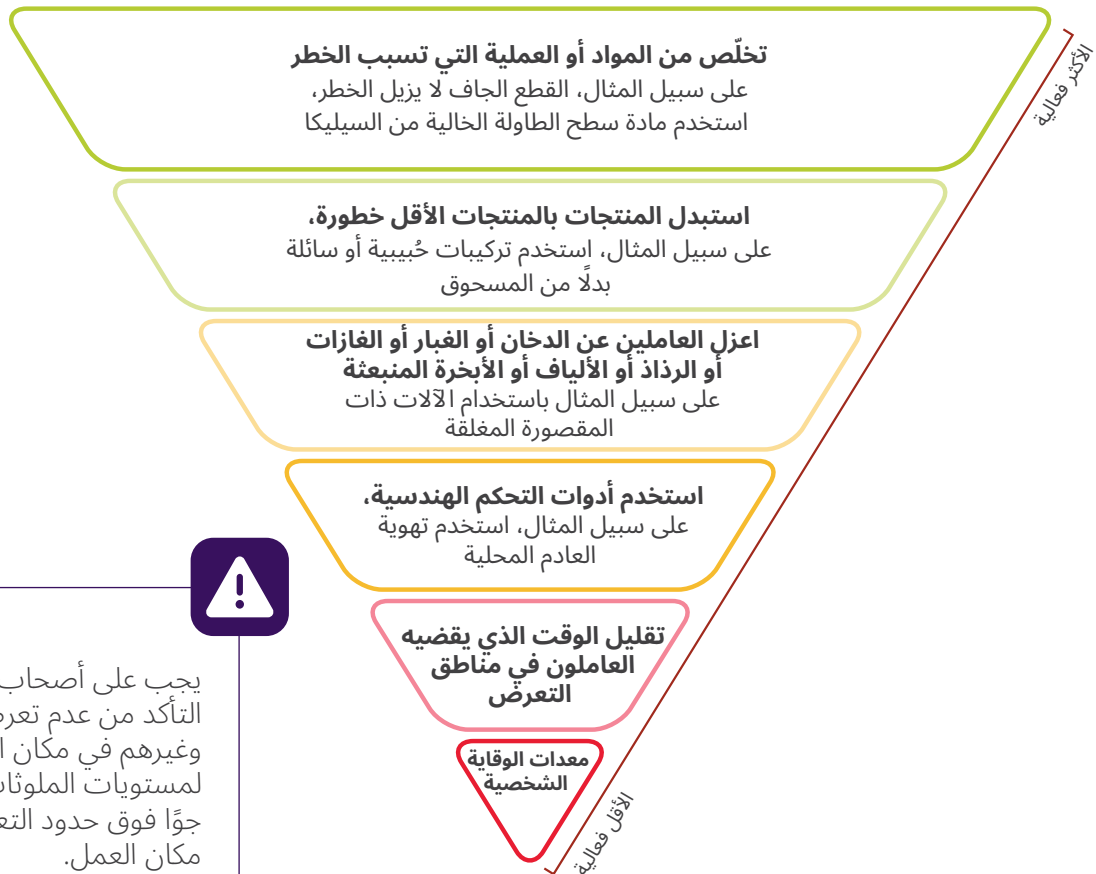 تخلّص من المواد أو العملية التي تسبب الخطر
على سبيل المثال، القطع الجاف لا يزيل الخطر،
استخدم مادة سطح الطاولة الخالية من السيليكا
الأكثر فعالية
استبدل المنتجات بالمنتجات الأقل خطورة،
على سبيل المثال، استخدم تركيبات حُبيبية أو سائلة
بدلًا من المسحوق
اعزل العاملين عن الدخان أو الغبار أو الغازات
أو الرذاذ أو الألياف أو الأبخرة المنبعثة
على سبيل المثال باستخدام الآلات ذات
المقصورة المغلقة
استخدم أدوات التحكم الهندسية،
على سبيل المثال، استخدم تهوية
العادم المحلية
تقليل الوقت الذي يقضيه
العاملون في مناطق
التعرض
معدات الوقاية
الشخصية
الأقل فعالية
يجب على أصحاب
التأكد من عدم
وغيرهم في مكان
لمستويات
جوًا فوق حدود
مكان العمل.